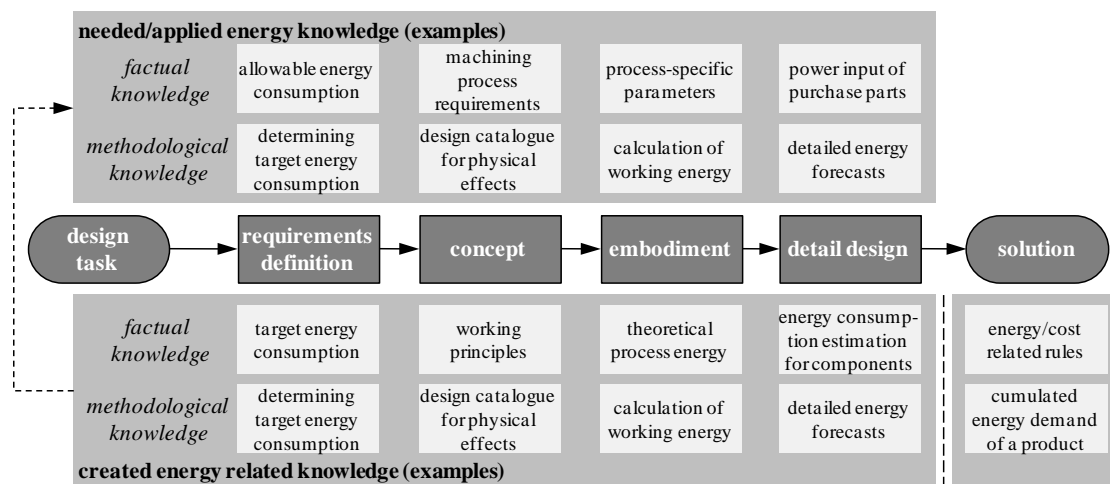 needed/applied energy knowledge (examples)
factual
knowledge
allowable energy
consumption
machining
process
requirements
process-specific
parameters
power input of
purchase parts
methodological
knowledge
determining
target energy
consumption
design catalogue
for physical
effects
calculation of
working energy
detailed energy
forecasts
design
task
requirements
definition
concept
embodiment
detail design
solution
factual
knowledge
target energy
consumption
working
principles
theoretical
process energy
energy consump-
tion estimation
for components
energy/cost
related rules
methodological
knowledge
determining
target energy
consumption
design catalogue
for physical
effects
calculation of
working energy
detailed energy
forecasts
cumulated
energy demand
of a product
created energy related knowledge (examples)